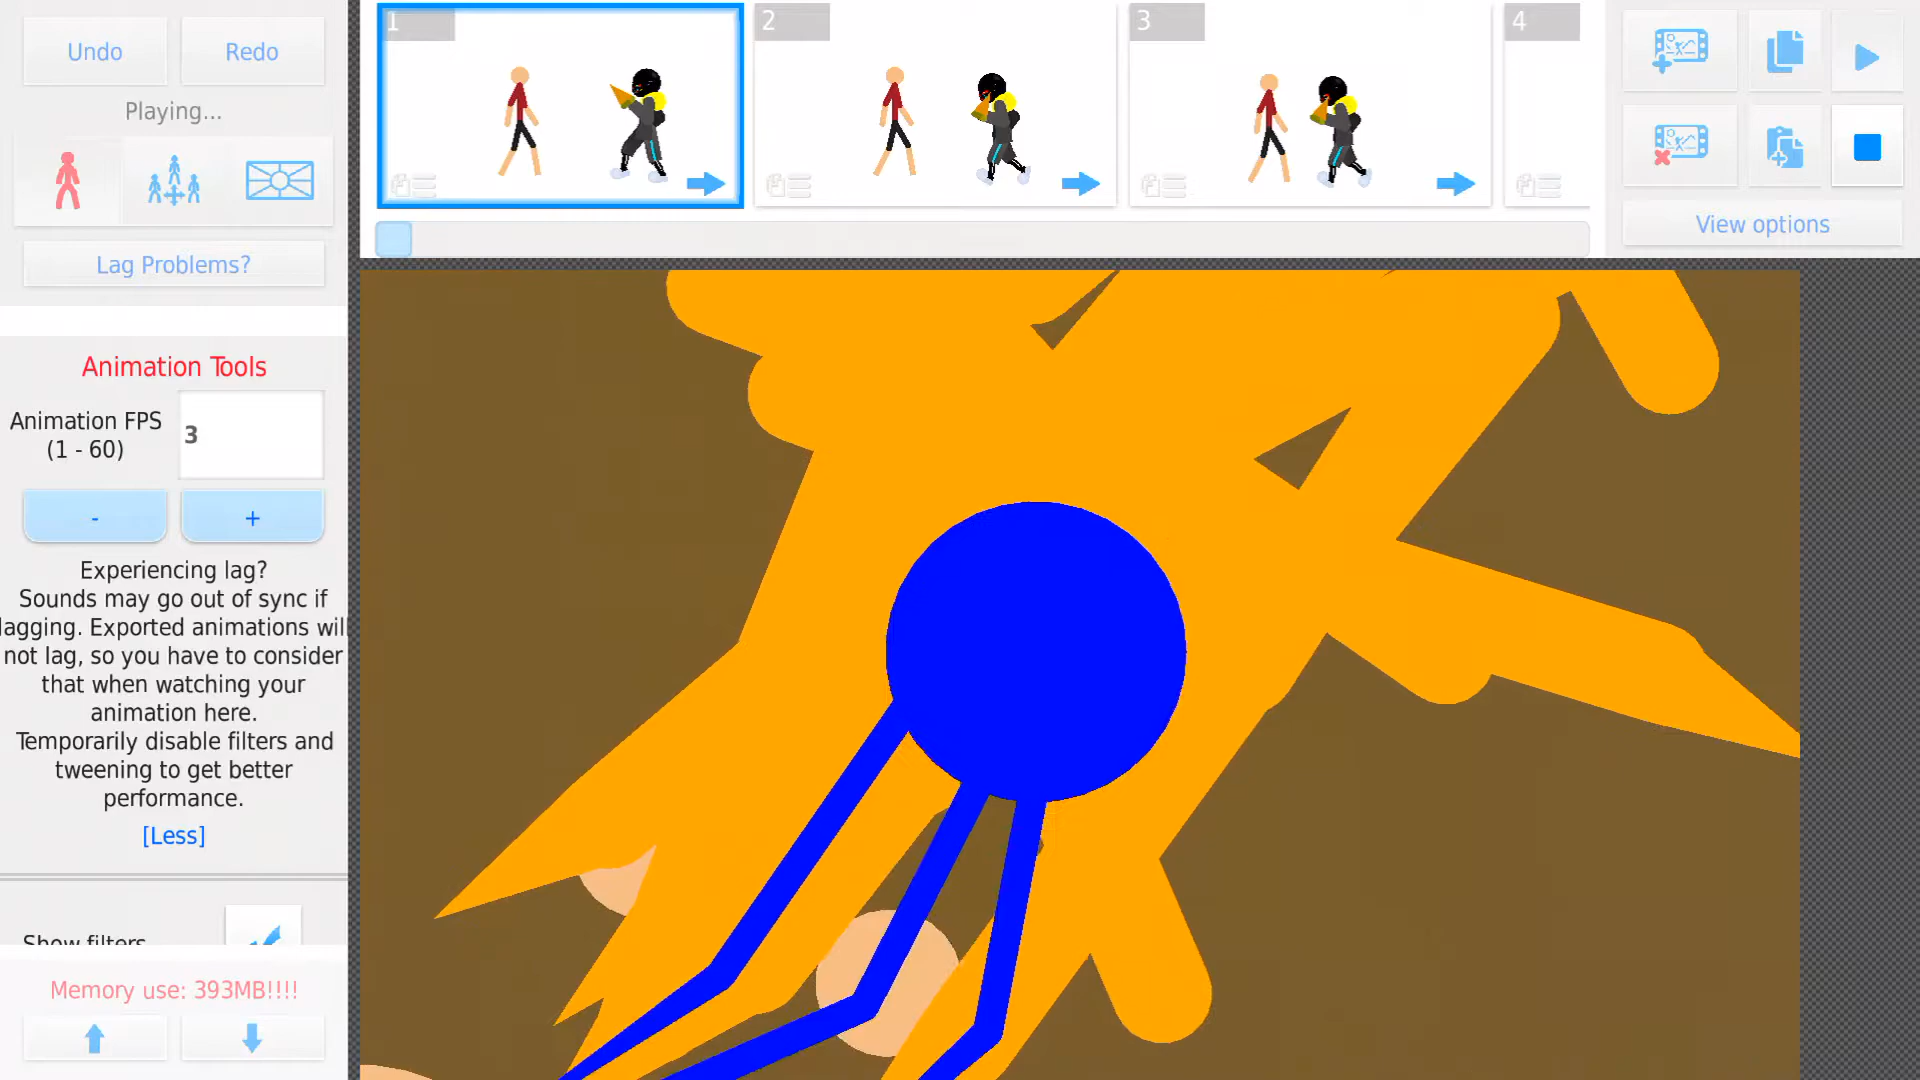 Undo
Redo
Playing...
Lag Problems?
Animation Tools
Animation FPS
(1 - 60)
3
-
+
Experiencing lag?
Sounds may go out of sync if
lagging. Exported animations will
not lag, so you have to consider
that when watching your
animation here.
Temporarily disable filters and
tweening to get better
performance.
[Less]
Show filters
Memory use: 393MB!!!!
1
2
3
4
View options